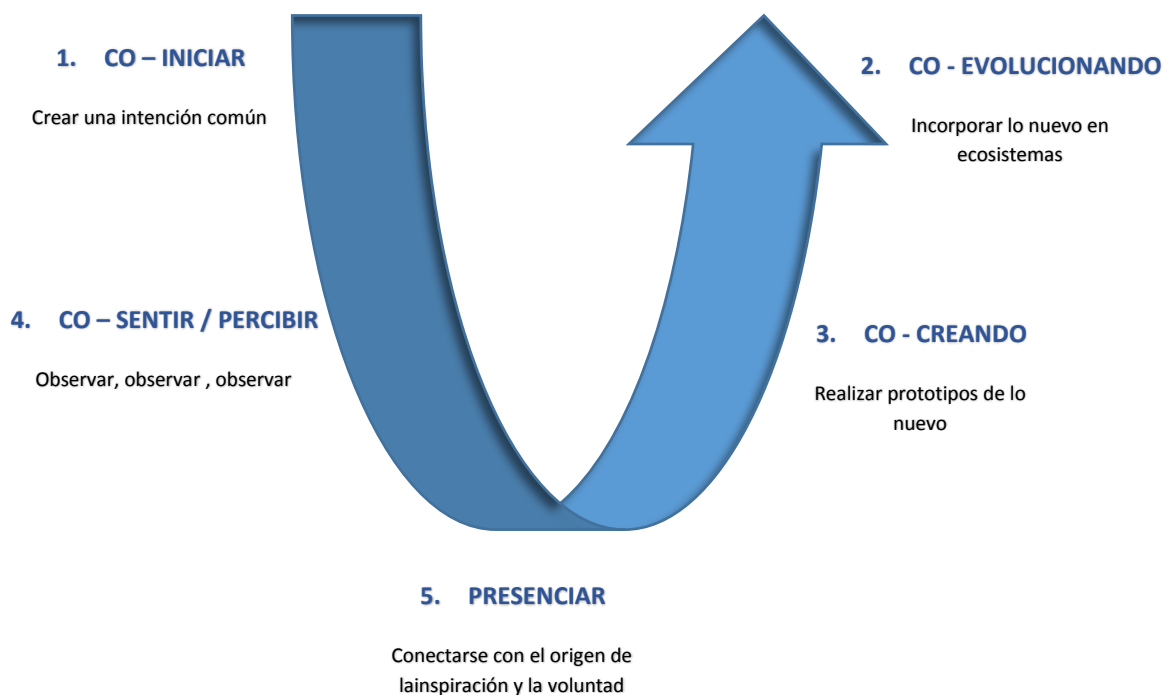 1. CO – INICIAR
Crear una intención común
2. CO - EVOLUCIONANDO
Incorporar lo nuevo en
ecosistemas
4. CO – SENTIR / PERCIBIR
Observar, observar , observar
3. CO - CREANDO
Realizar prototipos de lo
nuevo
5. PRESENCIAR
Conectarse con el origen de
lainspiración y la voluntad